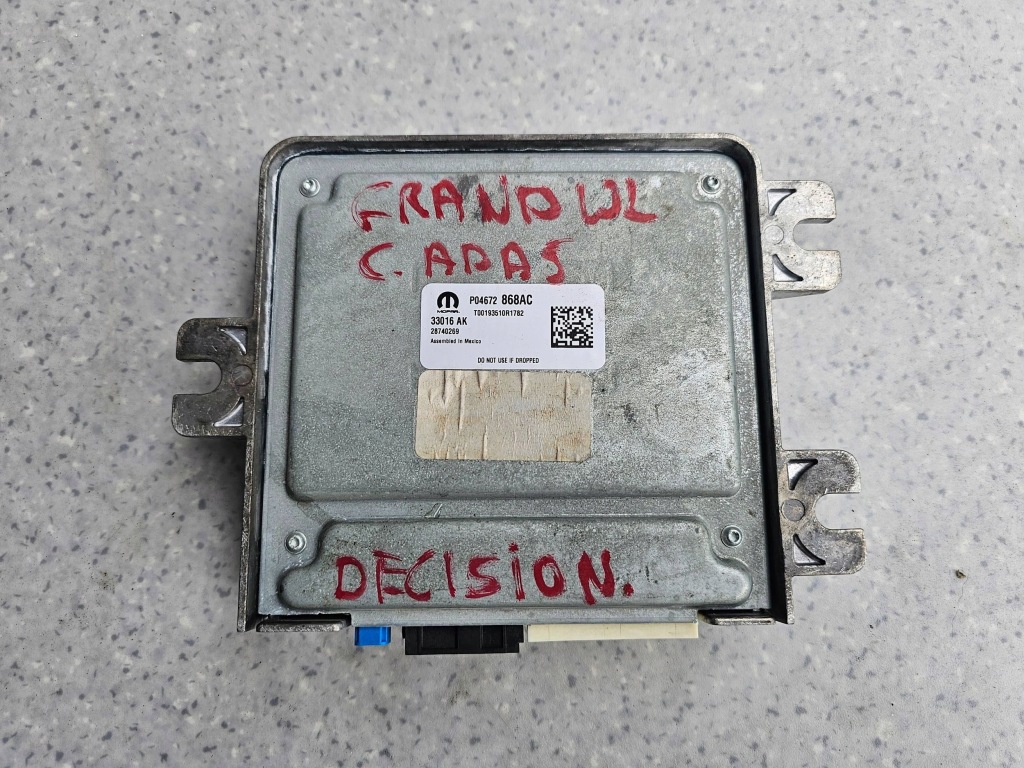 GRAND WL
C. ADAS
MOPAR
P04672 868AC
T00193510R1782
33016 AK
28740269
Assembled in Mexico
DO NOT USE IF DROPPED
DECISION.